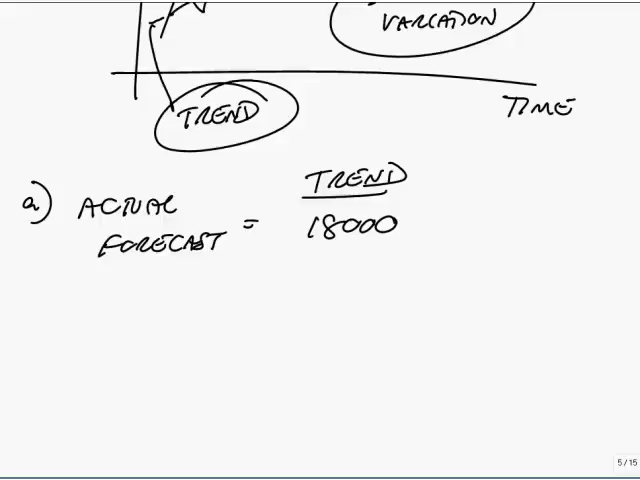 VARIATION
TREND
TIME
a) ACTUAL
TREND
FORECAST = 18000
5 / 15